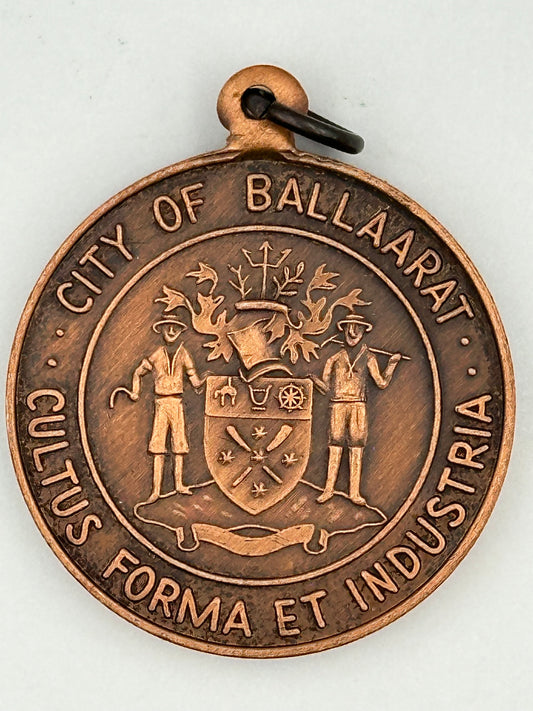 CITY OF BALLAARAT
CULTUS FORMA ET INDUSTRIA